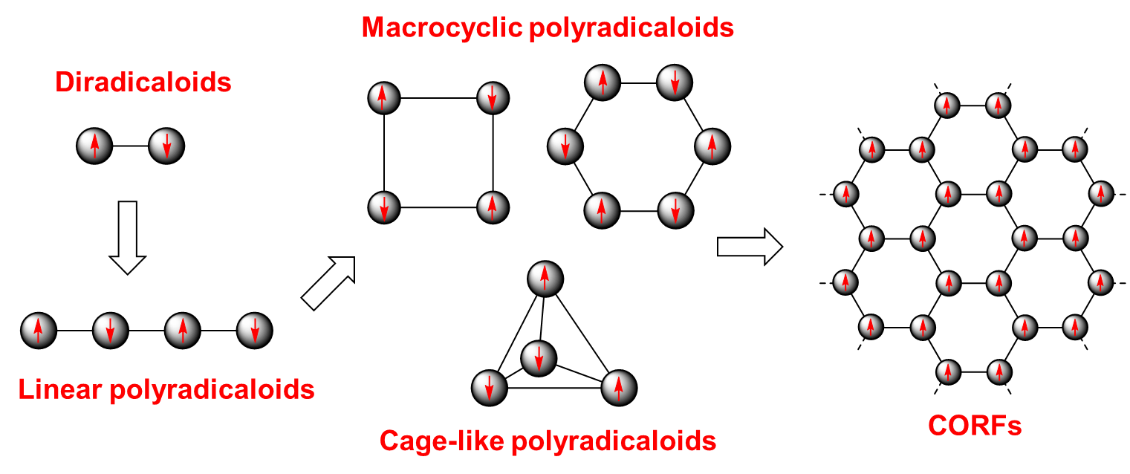 Macrocyclic polyradicaloids
Diradicaloids
Linear polyradicaloids
Cage-like polyradicaloids
CORFs